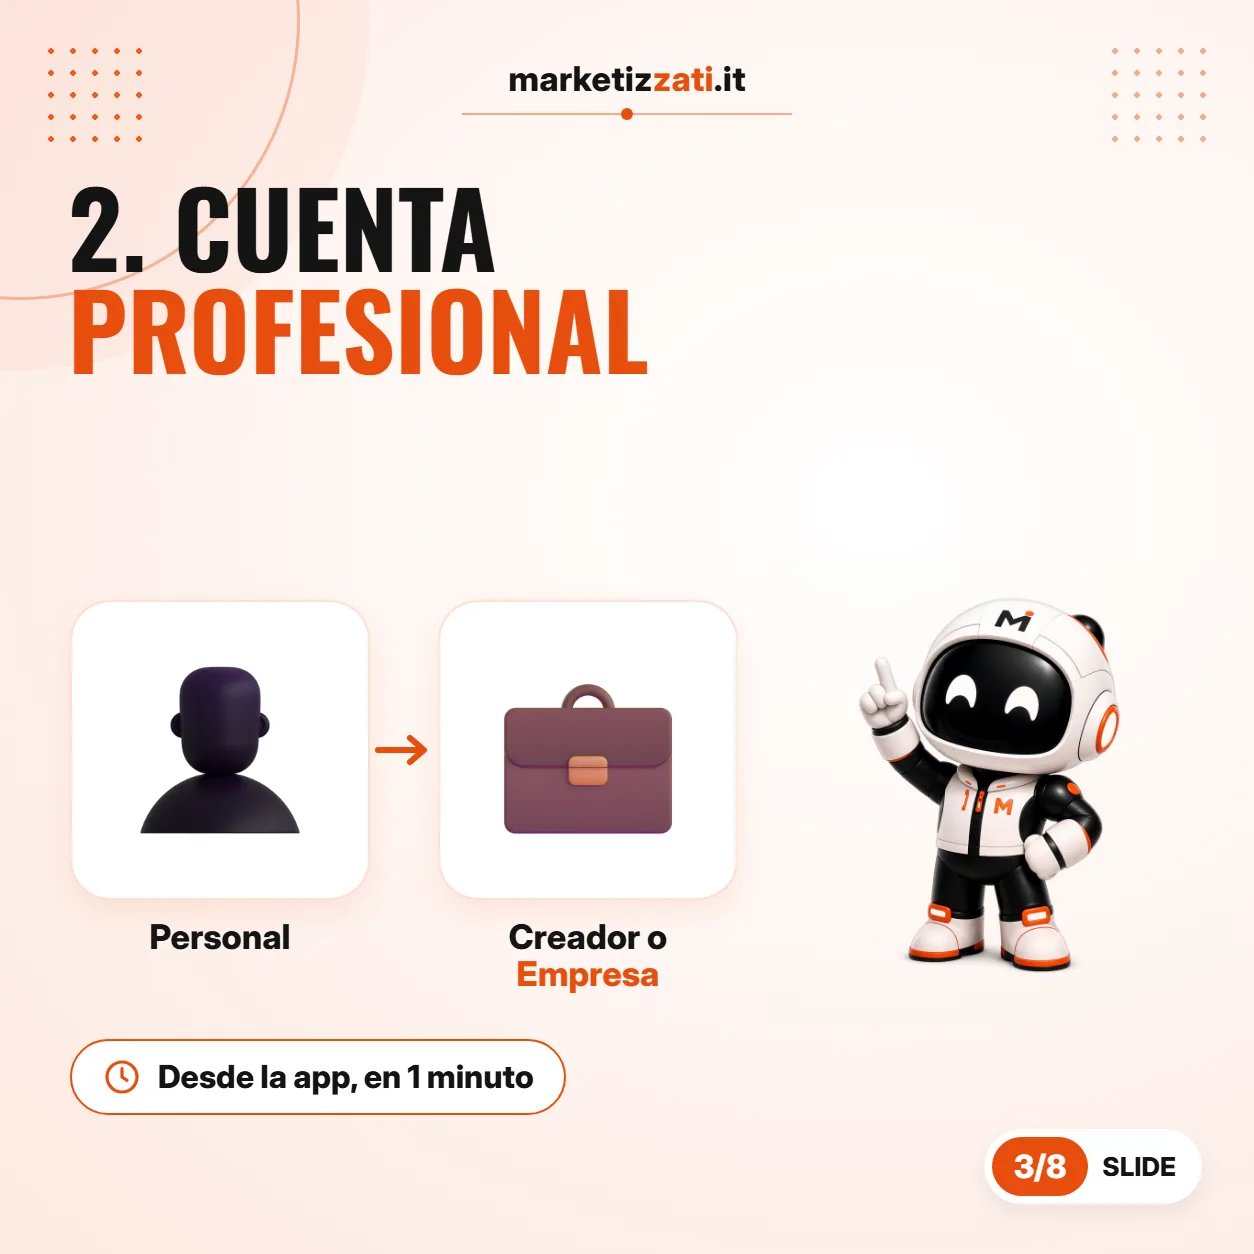 marketizzati.it
2. CUENTA
PROFESIONAL
M
M
Personal
Creador o
Empresa
Desde la app, en 1 minuto
3/8 SLIDE